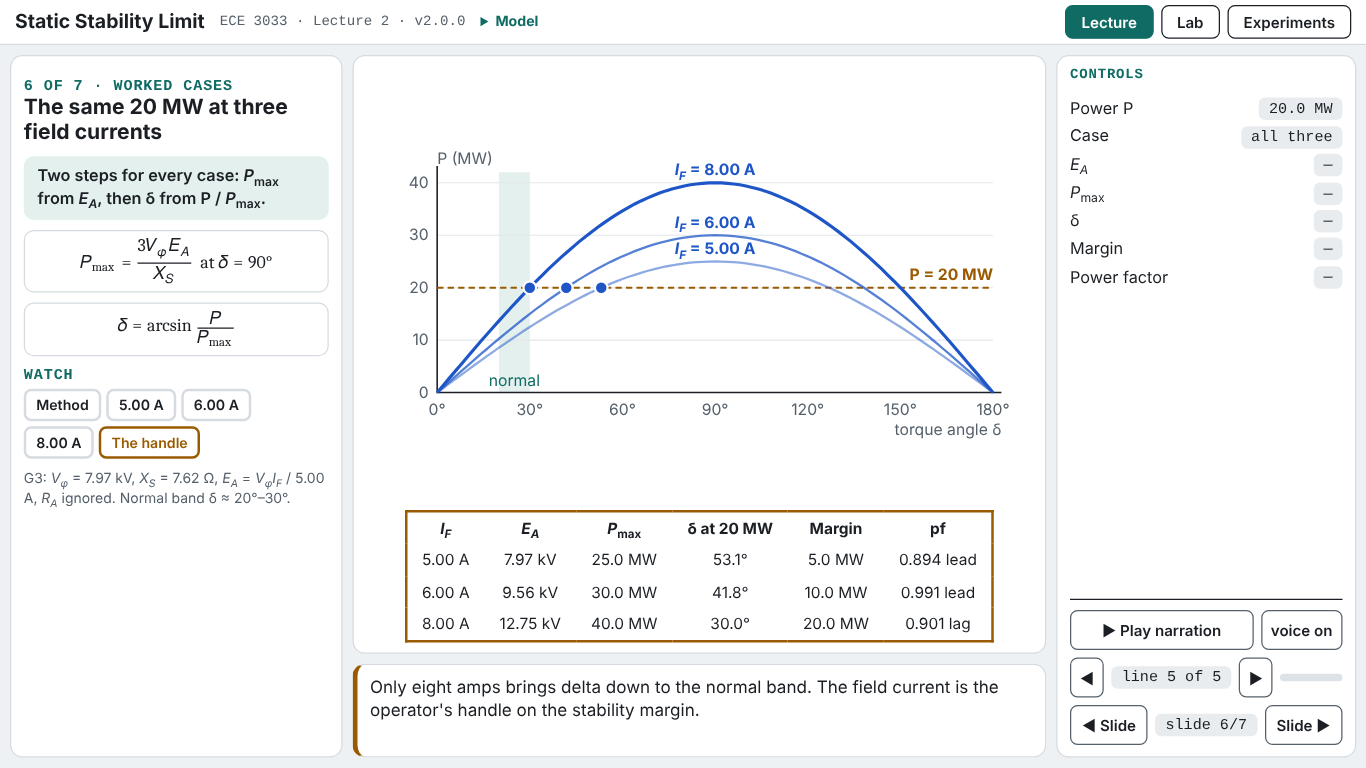 Static Stability Limit ECE 3033 · Lecture 2 · v2.0.0 ▶ Model
Lecture Lab Experiments
6 OF 7 · WORKED CASES
The same 20 MW at three
field currents
Two steps for every case: Pmax
from EA, then δ from P / Pmax.
Pmax = 3VφEA / XS at δ = 90°
δ = arcsin P / Pmax
WATCH
Method 5.00 A 6.00 A
8.00 A The handle
G3: Vφ = 7.97 kV, XS = 7.62 Ω, EA = VφIF / 5.00
A, RA ignored. Normal band δ ≈ 20°–30°.
P (MW)
40
30
20
10
0
IF = 8.00 A
IF = 6.00 A
IF = 5.00 A
P = 20 MW
normal
0° 30° 60° 90° 120° 150° 180°
torque angle δ
IF EA Pmax δ at 20 MW Margin pf
5.00 A 7.97 kV 25.0 MW 53.1° 5.0 MW 0.894 lead
6.00 A 9.56 kV 30.0 MW 41.8° 10.0 MW 0.991 lead
8.00 A 12.75 kV 40.0 MW 30.0° 20.0 MW 0.901 lag
Only eight amps brings delta down to the normal band. The field current is the
operator's handle on the stability margin.
CONTROLS
Power P 20.0 MW
Case all three
EA –
Pmax –
δ –
Margin –
Power factor –
▶ Play narration voice on
◀ line 5 of 5 ▶
◀ Slide slide 6/7 Slide ▶